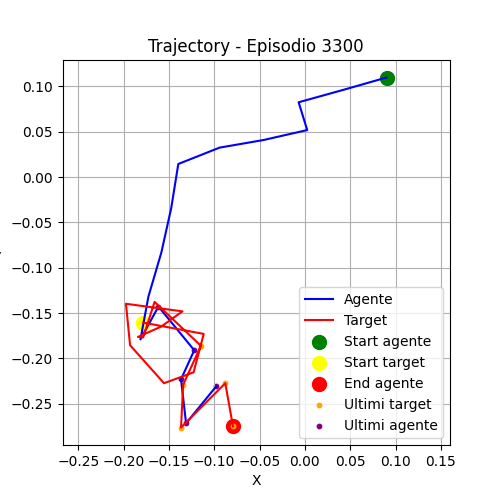 Trajectory - Episodio 3300
0.10
0.05
0.00
−0.05
−0.10
−0.15
−0.20
−0.25
Agente
Target
Start agente
Start target
End agente
Ultimi target
Ultimi agente
−0.25 −0.20 −0.15 −0.10 −0.05 0.00 0.05 0.10 0.15
X